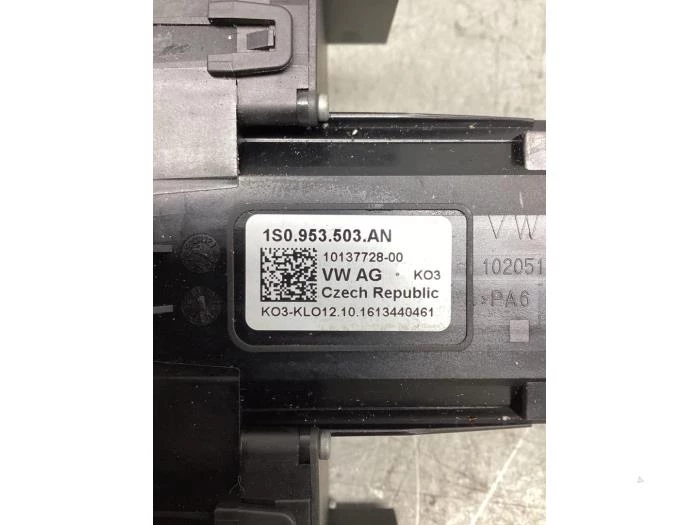 1S0.953.503.AN
10137728-00
VW AG KO3
Czech Republic
KO3-KLO12.10.1613440461
VW
102051
>PA6